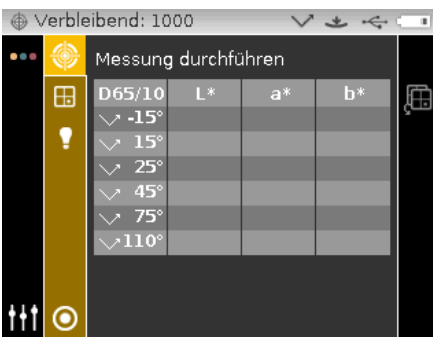 Verbleibend: 1000
Messung durchführen
D65/10 L* a* b*
-15°
15°
25°
45°
75°
110°